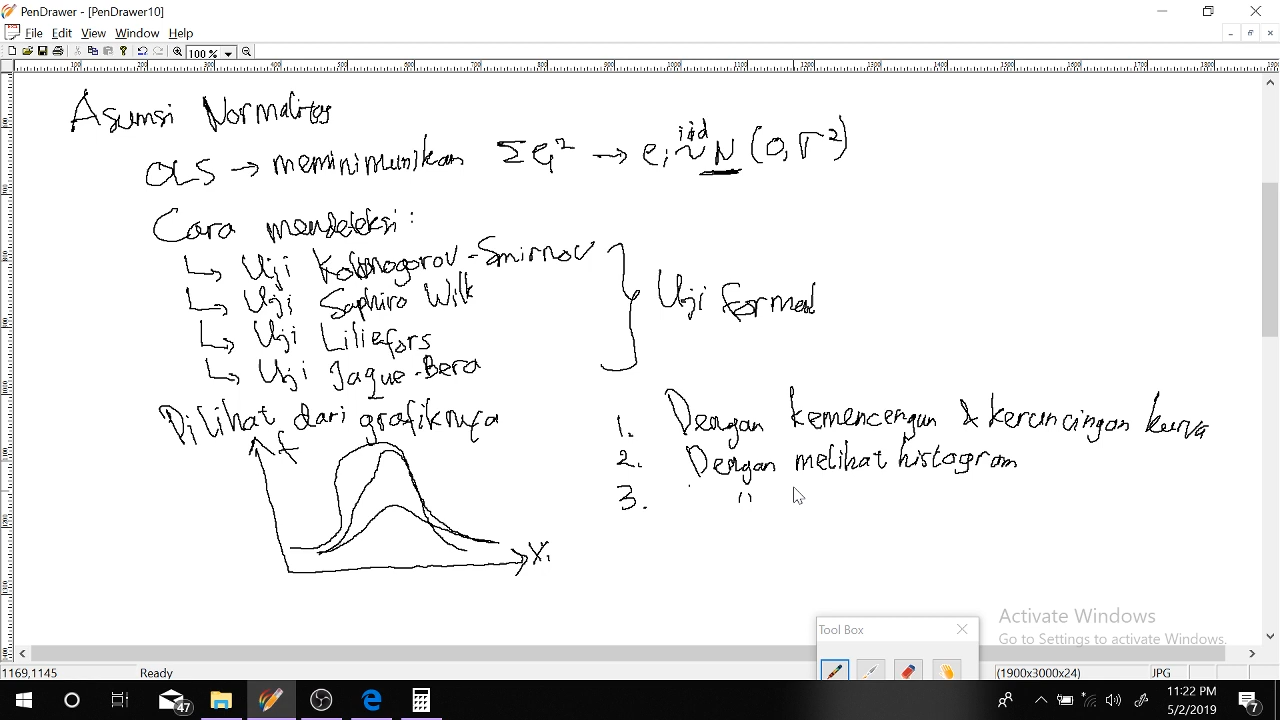 PenDrawer - [PenDrawer10]
File Edit View Window Help
100 %
Asumsi Normalitas
OLS → meminimumkan Σei² → ei iid ~ N (0, σ²)
Cara mendeteksi :
Uji Kolmogorov-Smirnov
Uji Saphiro Wilk
Uji Liliefors
Uji Jaque-Bera
Uji formal
Dilihat dari grafiknya
f
Xi
1. Dengan kemencengan & keruncingan kurva
2. Dengan melihat histogram
3. "
Tool Box
Activate Windows
Go to Settings to activate Windows.
1169,1145
Ready
(1900x3000x24)
JPG
47
11:22 PM
5/2/2019
7